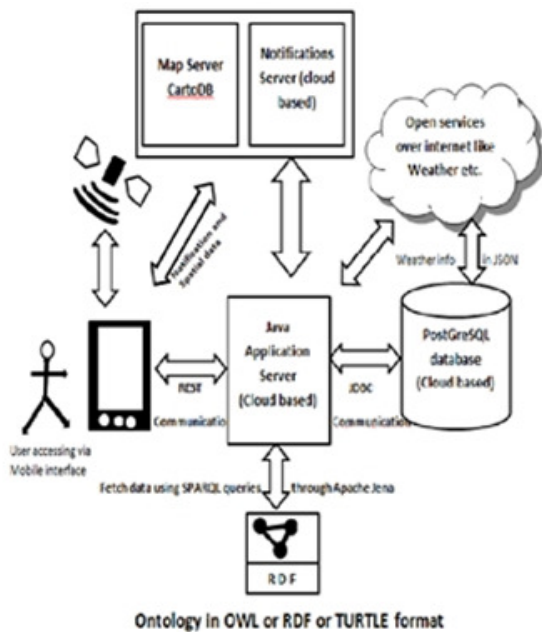 Map Server
CartoDB
Notifications
Server (cloud
based)
Open services
over internet like
Weather etc.
Notification and
Spatial data
Weather info in JSON
Java
Application
Server
(Cloud based)
PostGreSQL
database
(Cloud based)
REST
Communicatio
JDDC
Communication
User accessing via
Mobile interface
Fetch data using SPARQL queries through Apache Jena
RDF
Ontology in OWL or RDF or TURTLE format